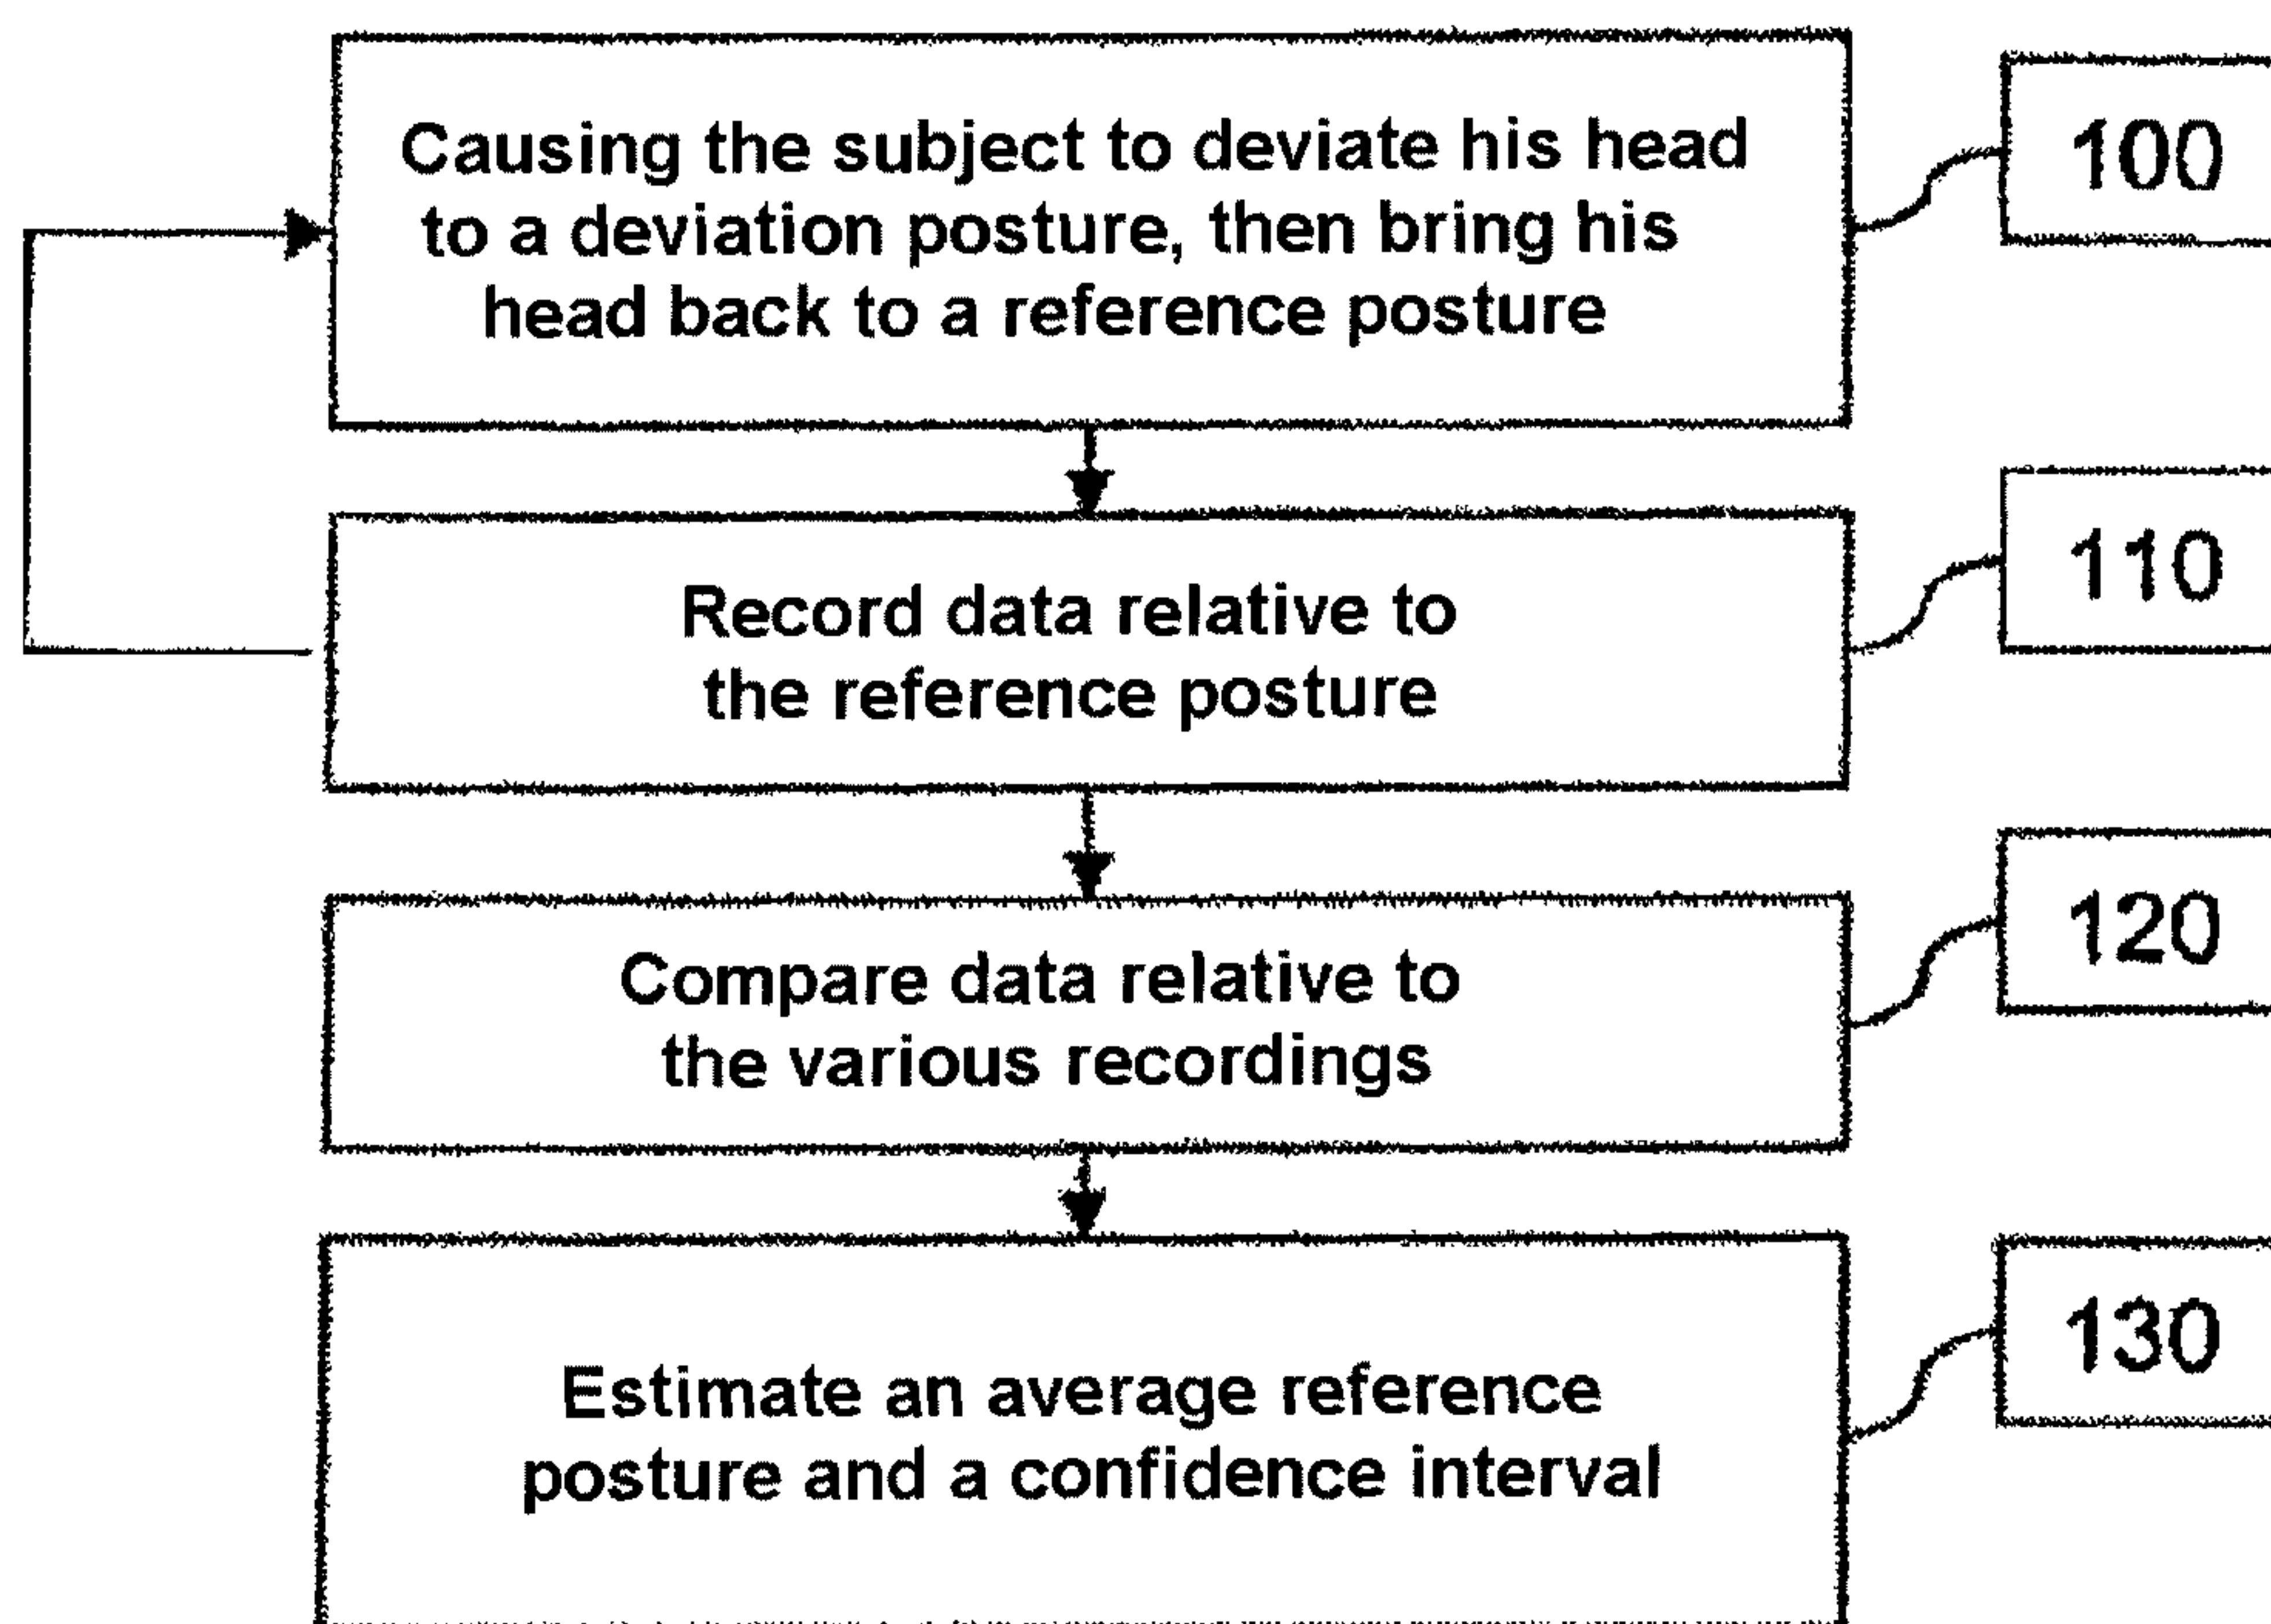 Causing the subject to deviate his head
to a deviation posture, then bring his
head back to a reference posture
100
Record data relative to
the reference posture
110
Compare data relative to
the various recordings
120
Estimate an average reference
posture and a confidence interval
130